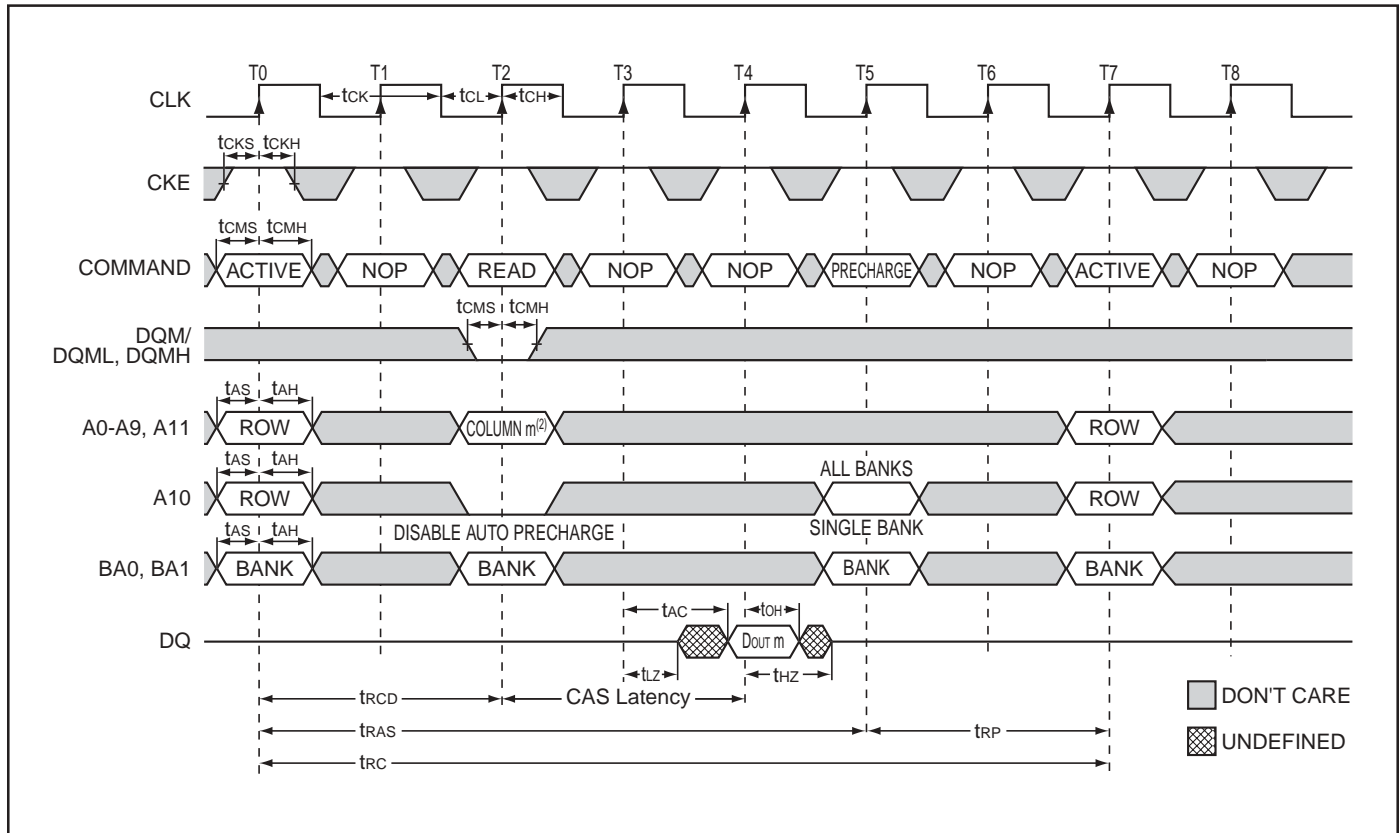 T0 T1 T2 T3 T4 T5 T6 T7 T8
CLK tCK tCL tCH
tCKS tCKH
CKE
tCMS tCMH
COMMAND ACTIVE NOP READ NOP NOP PRECHARGE NOP ACTIVE NOP
tCMS tCMH
DQM/
DQML, DQMH
tAS tAH
A0-A9, A11 ROW COLUMN m(2) ROW
tAS tAH ALL BANKS
A10 ROW ROW
DISABLE AUTO PRECHARGE SINGLE BANK
tAS tAH
BA0, BA1 BANK BANK BANK BANK
tAC tOH
DQ DOUT m
tLZ tHZ
tRCD CAS Latency
DON'T CARE
tRAS tRP
UNDEFINED
tRC